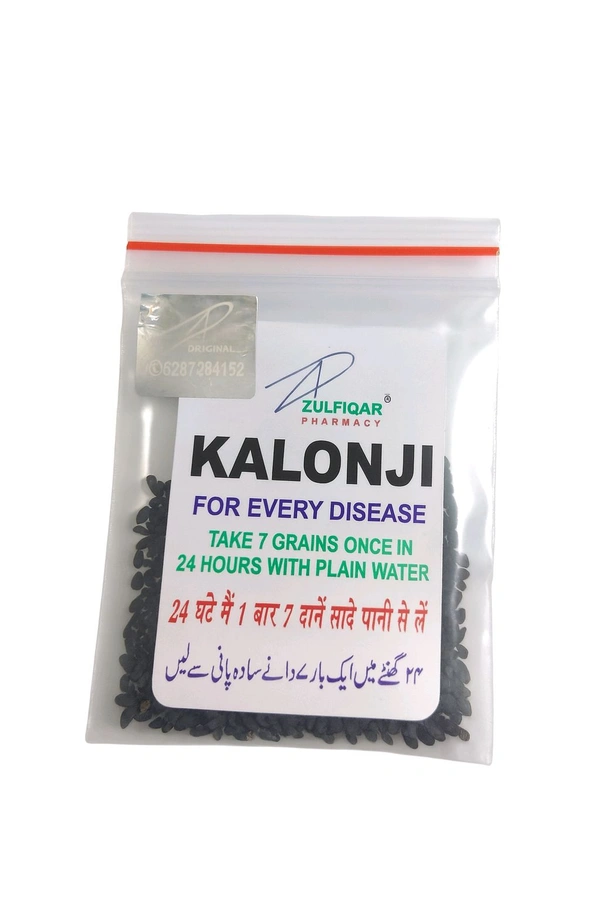 ORIGINAL
6287284152
ZULFIQAR®
PHARMACY
KALONJI
FOR EVERY DISEASE
TAKE 7 GRAINS ONCE IN
24 HOURS WITH PLAIN WATER
24 घटे मैं 1 बार 7 दानें सादे पानी से लें
۲۴ گھنٹے میں ایک بار ۷ دانے سادہ پانی سے لیں